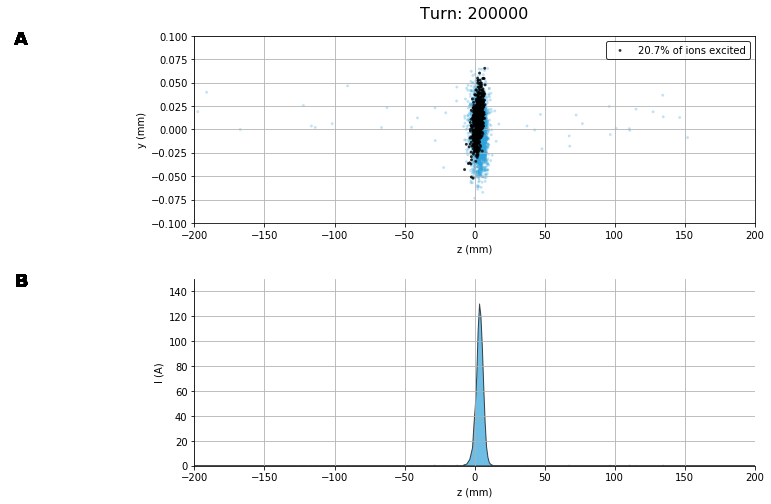 Turn: 200000
A
0.100
0.075
0.050
0.025
0.000
−0.025
−0.050
−0.075
−0.100
y (mm)
20.7% of ions excited
−200 −150 −100 −50 0 50 100 150 200
z (mm)
B
140
120
100
80
60
40
20
0
I (A)
−200 −150 −100 −50 0 50 100 150 200
z (mm)